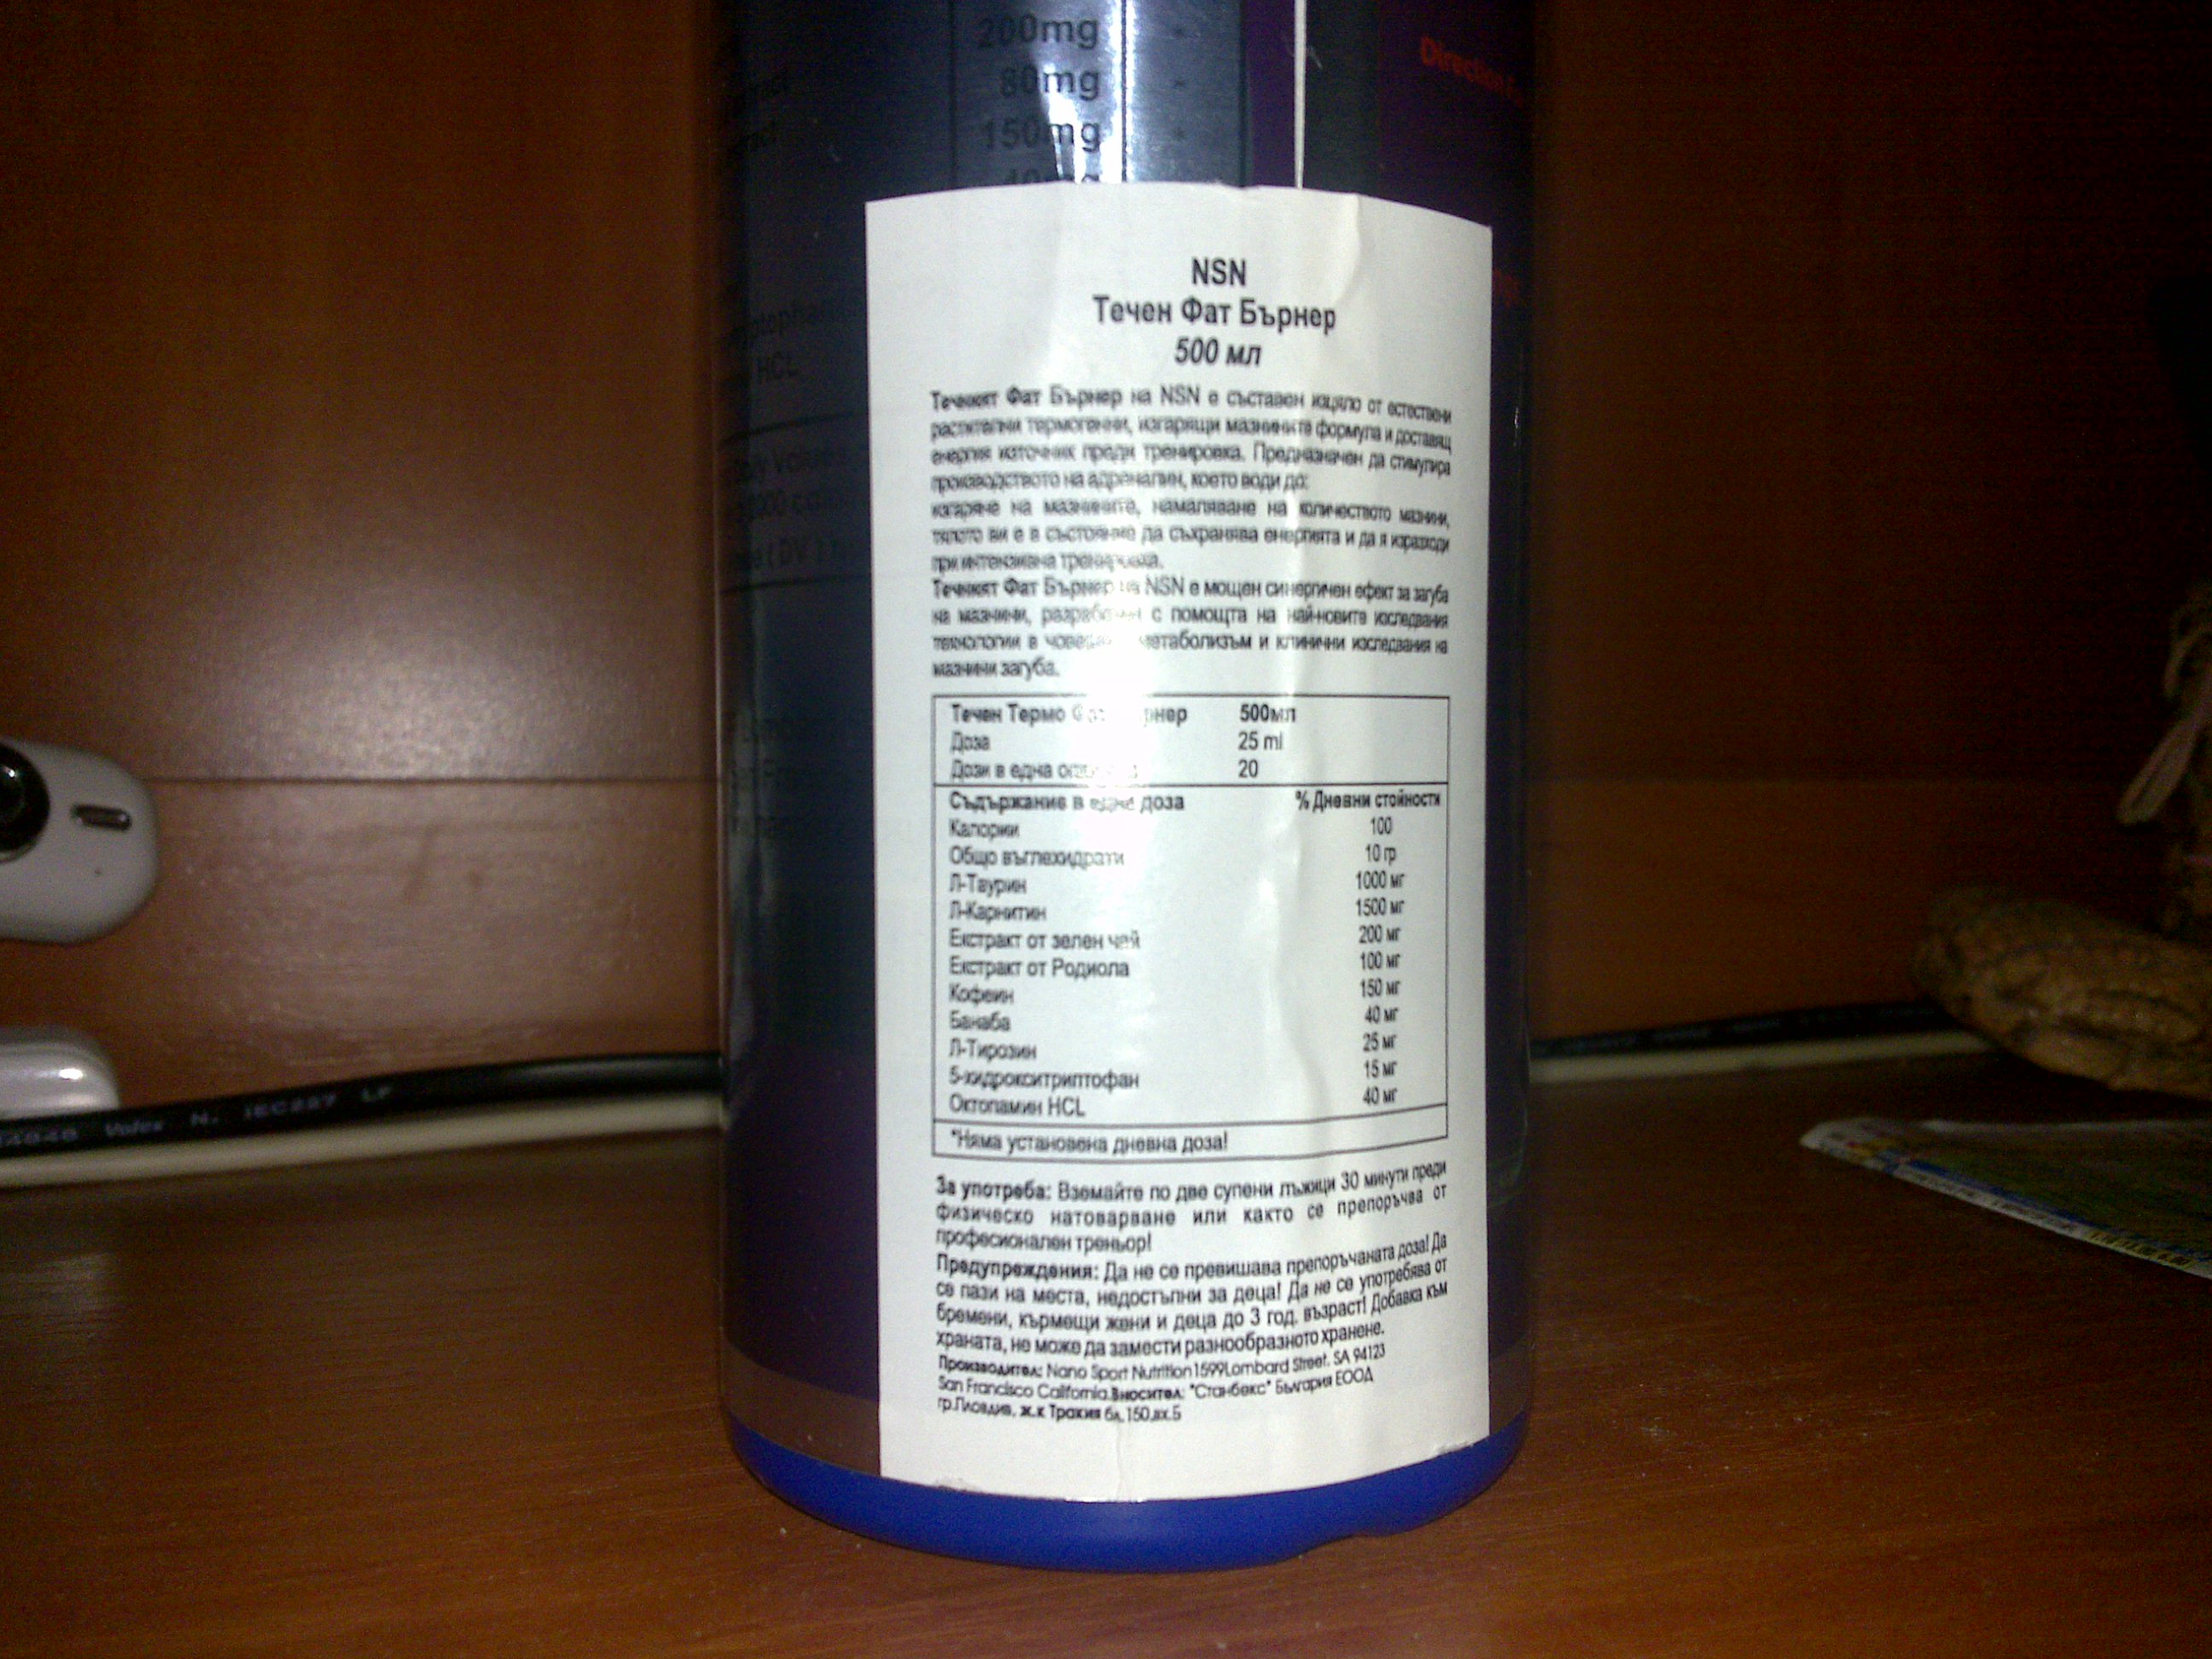 200mg -
80mg -
150mg -
Direction
HCL
NSN
Течен Фат Бърнер
500 мл
Течният Фат Бърнер на NSN е съставен изцяло от естествени
растителни термогенни, изгарящи мазнините формула и доставящ
енергия източник преди тренировка. Предназначен да стимулира
производството на адреналин, което води до:
изгаряне на мазнините, намаляване на количеството мазнини,
тялото ви е в състояние да съхранява енергията и да я изразходи
при интензивна тренировка.
Течният Фат Бърнер на NSN е мощен синергичен ефект за загуба
на мазнини, с помощта на най-новите изследвания
технологии в метаболизъм и клинични изследвания на
мазнини загуба.
Течен Термо 500мл
Доза 25 ml
Дози в една 20
Съдържание в една доза % Дневни стойности
Калории 100
Общо въглехидрати 10 гр
Л-Таурин 1000 мг
Л-Карнитин 1500 мг
Екстракт от зелен чай 200 мг
Екстракт от Родиола 100 мг
Кофеин 150 мг
Банаба 40 мг
Л-Тирозин 25 мг
5-хидрокситриптофан 15 мг
Октопамин HCL 40 мг
*Няма установена дневна доза!
За употреба: Вземайте по две супени лъжици 30 минути преди
физическо натоварване или както се препоръчва от
професионален треньор!
Предупреждения: Да не се превишава препоръчаната доза! Да
се пази на места, недостъпни за деца! Да не се употребява от
бремени, кърмещи жени и деца до 3 год. възраст! Добавка към
храната, не може да замести разнообразното хранене.
Производител: Nano Sport Nutrition 1599Lombard Street. SA 94123
San Francisco California.Вносител: "Станбекс" България ЕООД
гр.Пловдив, ж.к Тракия бл.150,вх.Б
Volex N. IEC227 LF